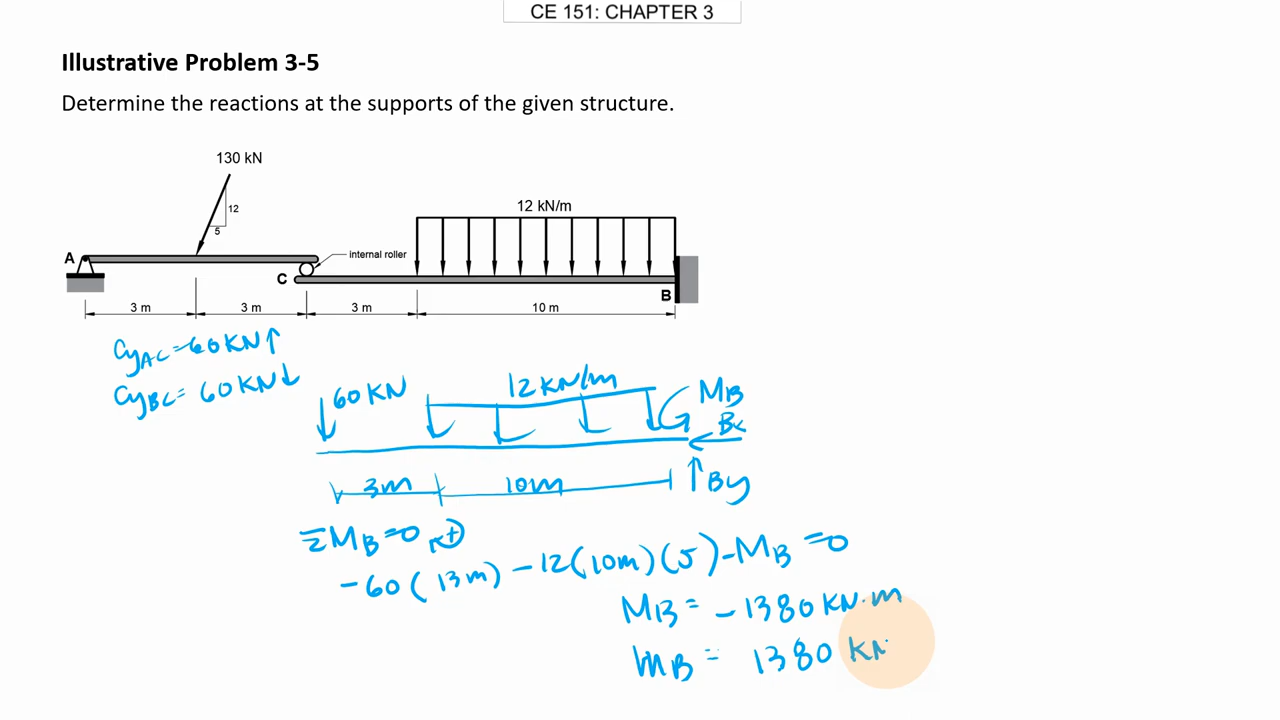 CE 151: CHAPTER 3
Illustrative Problem 3-5
Determine the reactions at the supports of the given structure.
130 kN
12
5
12 kN/m
A
internal roller
C
B
3 m
3 m
3 m
10 m
CyAC = 60 KN ↑
CyBC = 60 KN ↓
60 KN
12 KN/m
MB
Bx
3m
10m
↑ By
ΣMB = 0 +
-60 (13m) - 12 (10m) (5) - MB = 0
MB = - 1380 KN·m
MB = 1380 KN